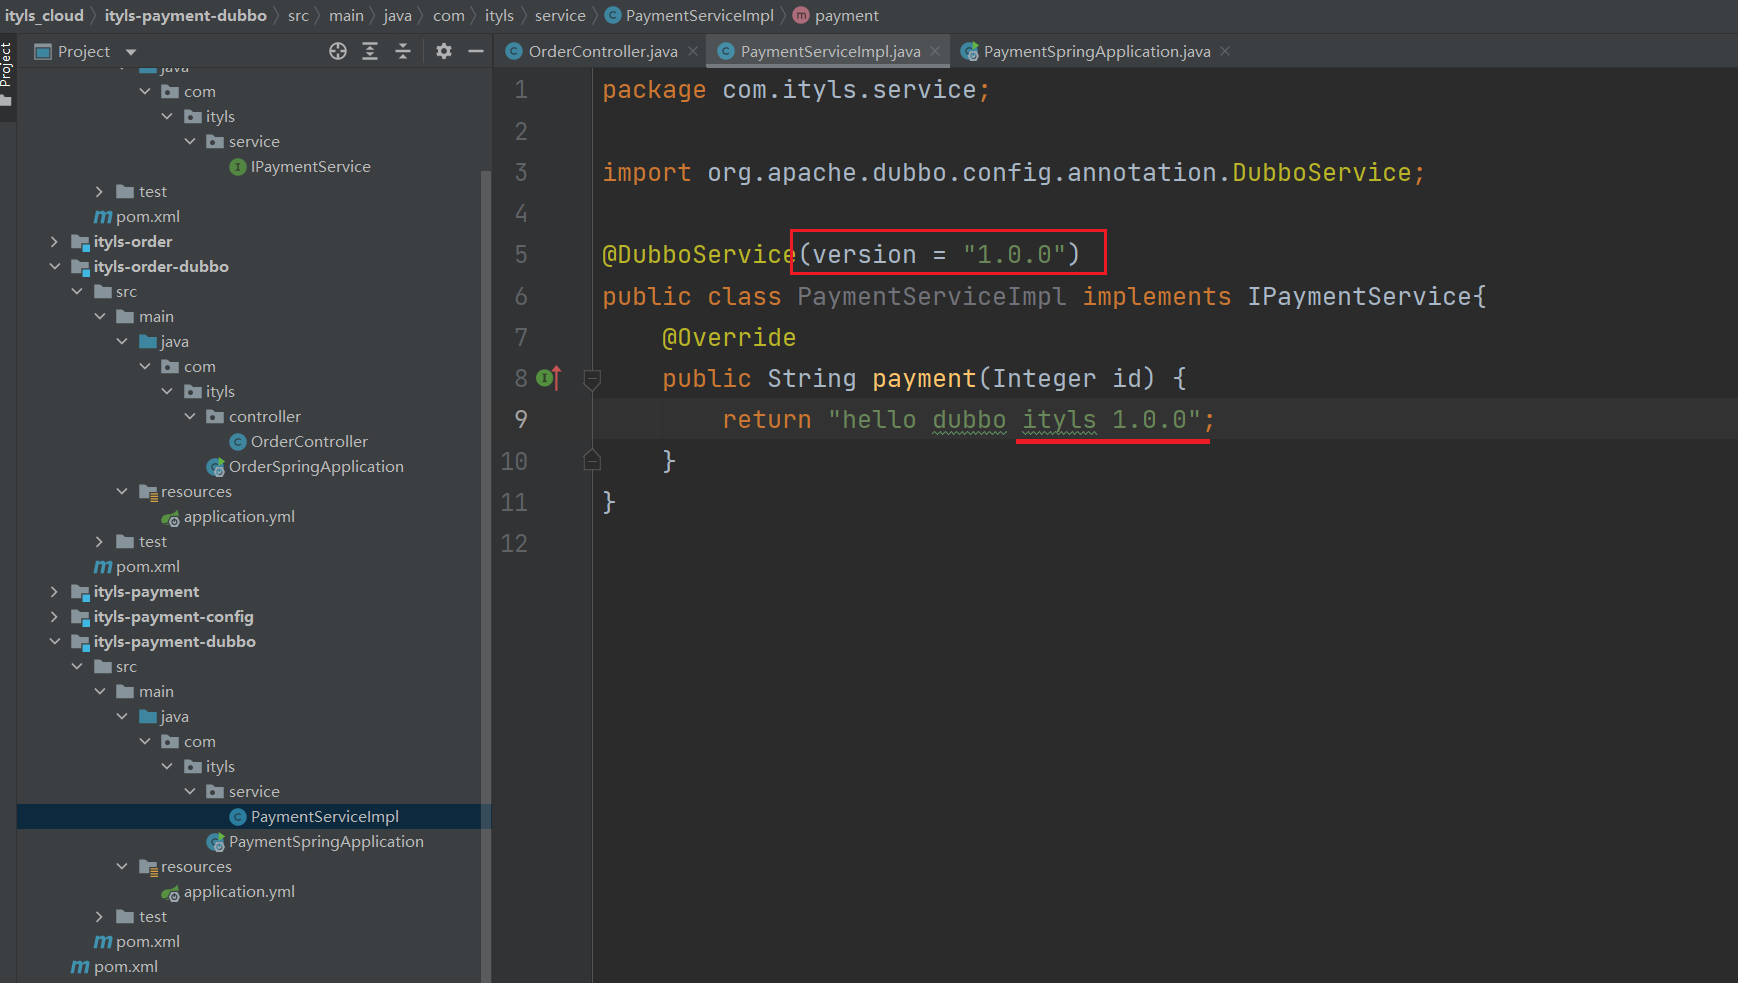 ityls_cloud ityls-payment-dubbo src main java com ityls service PaymentServiceImpl payment
Project
Project
OrderController.java PaymentServiceImpl.java PaymentSpringApplication.java
java
com
ityls
service
IPaymentService
test
pom.xml
ityls-order
ityls-order-dubbo
src
main
java
com
ityls
controller
OrderController
OrderSpringApplication
resources
application.yml
test
pom.xml
ityls-payment
ityls-payment-config
ityls-payment-dubbo
src
main
java
com
ityls
service
PaymentServiceImpl
PaymentSpringApplication
resources
application.yml
test
pom.xml
pom.xml
1 package com.ityls.service;
2
3 import org.apache.dubbo.config.annotation.DubboService;
4
5 @DubboService(version = "1.0.0")
6 public class PaymentServiceImpl implements IPaymentService{
7 @Override
8 public String payment(Integer id) {
9 return "hello dubbo ityls 1.0.0";
10 }
11 }
12